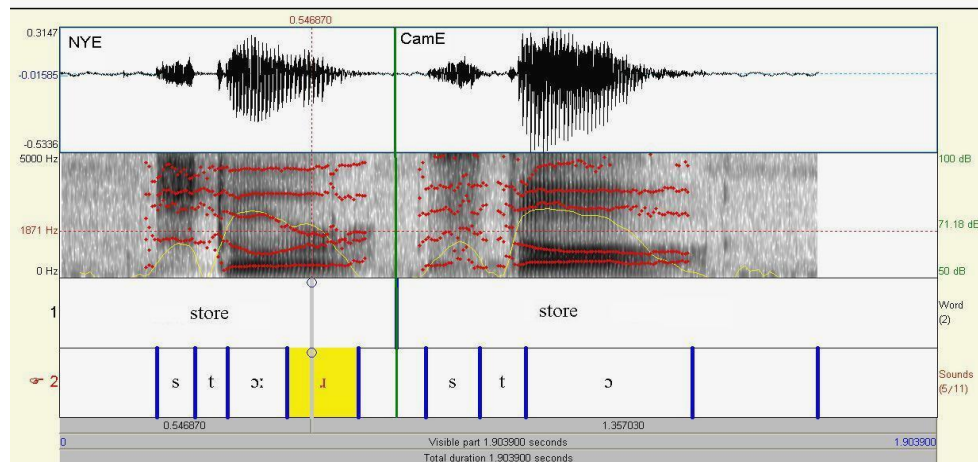 0.546870
0.3147
NYE
CamE
-0.01585
-0.5336
5000 Hz
100 dB
1871 Hz
71.18 dB
0 Hz
50 dB
1
store
store
Word
(2)
☞ 2
s
t
ɔː
ɹ
s
t
ɔ
Sounds
(5/11)
0.546870
1.357030
0
Visible part 1.903900 seconds
1.903900
Total duration 1.903900 seconds